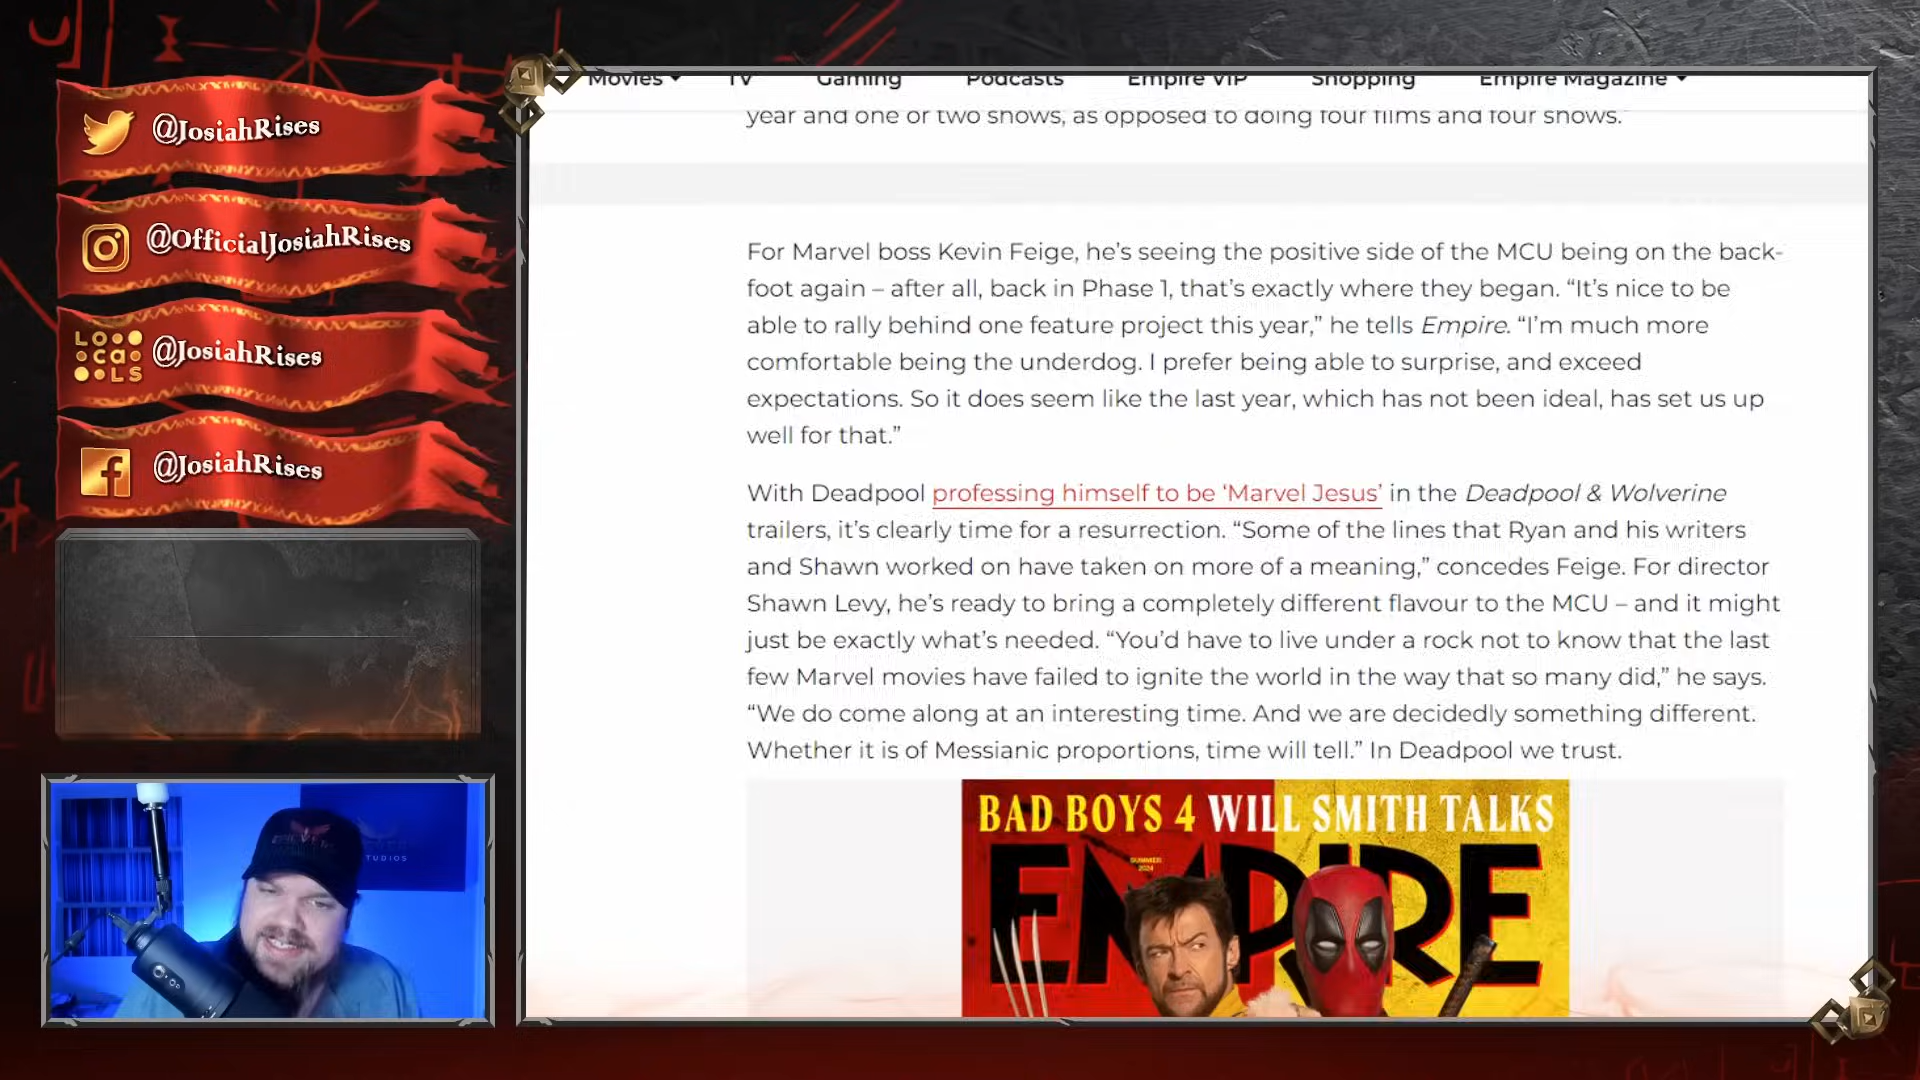 @JosiahRises
@OfficialJosiahRises
LO
CA
LS
@JosiahRises
@JosiahRises
TUDIOS
Movies TV Gaming Podcasts Empire VIP Shopping Empire Magazine
year and one or two shows, as opposed to doing four films and four shows.”
For Marvel boss Kevin Feige, he’s seeing the positive side of the MCU being on the back-
foot again – after all, back in Phase 1, that’s exactly where they began. “It’s nice to be
able to rally behind one feature project this year,” he tells Empire. “I’m much more
comfortable being the underdog. I prefer being able to surprise, and exceed
expectations. So it does seem like the last year, which has not been ideal, has set us up
well for that.”
With Deadpool professing himself to be ‘Marvel Jesus’ in the Deadpool & Wolverine
trailers, it’s clearly time for a resurrection. “Some of the lines that Ryan and his writers
and Shawn worked on have taken on more of a meaning,” concedes Feige. For director
Shawn Levy, he’s ready to bring a completely different flavour to the MCU – and it might
just be exactly what’s needed. “You’d have to live under a rock not to know that the last
few Marvel movies have failed to ignite the world in the way that so many did,” he says.
“We do come along at an interesting time. And we are decidedly something different.
Whether it is of Messianic proportions, time will tell.” In Deadpool we trust.
BAD BOYS 4 WILL SMITH TALKS
SUMMER
2024
EMPIRE